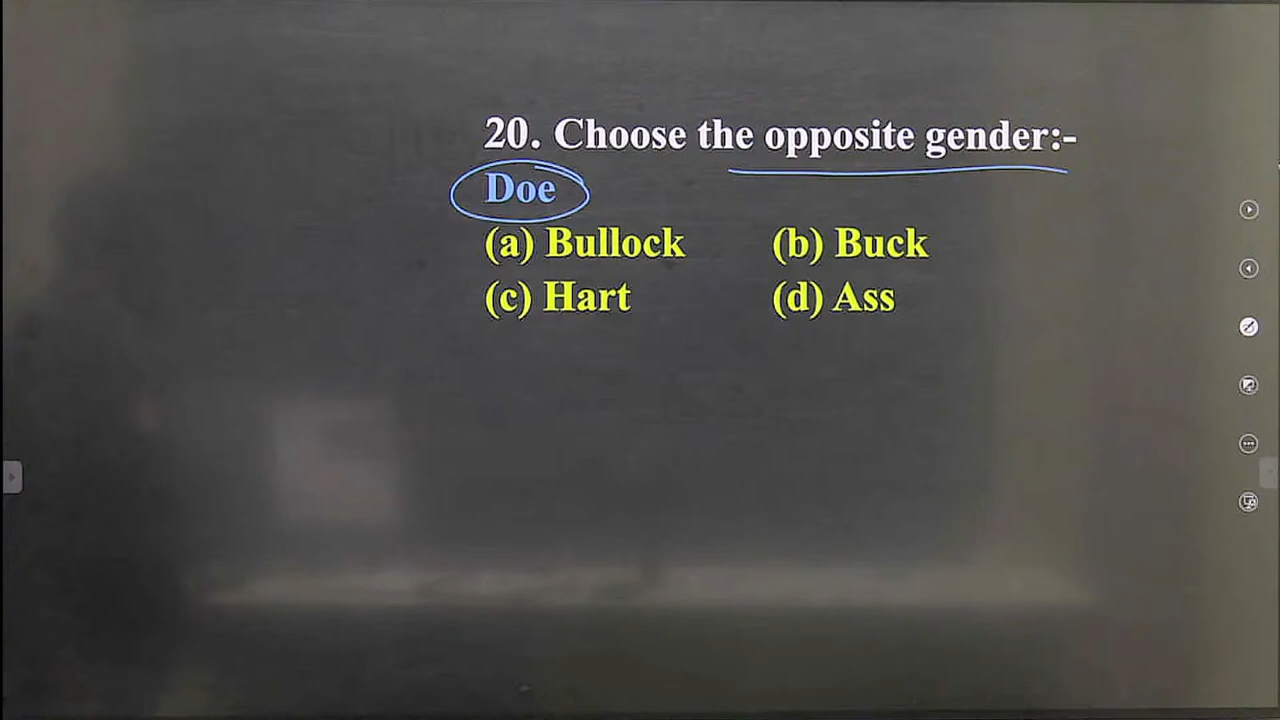 20. Choose the opposite gender:-
Doe
(a) Bullock (b) Buck
(c) Hart (d) Ass